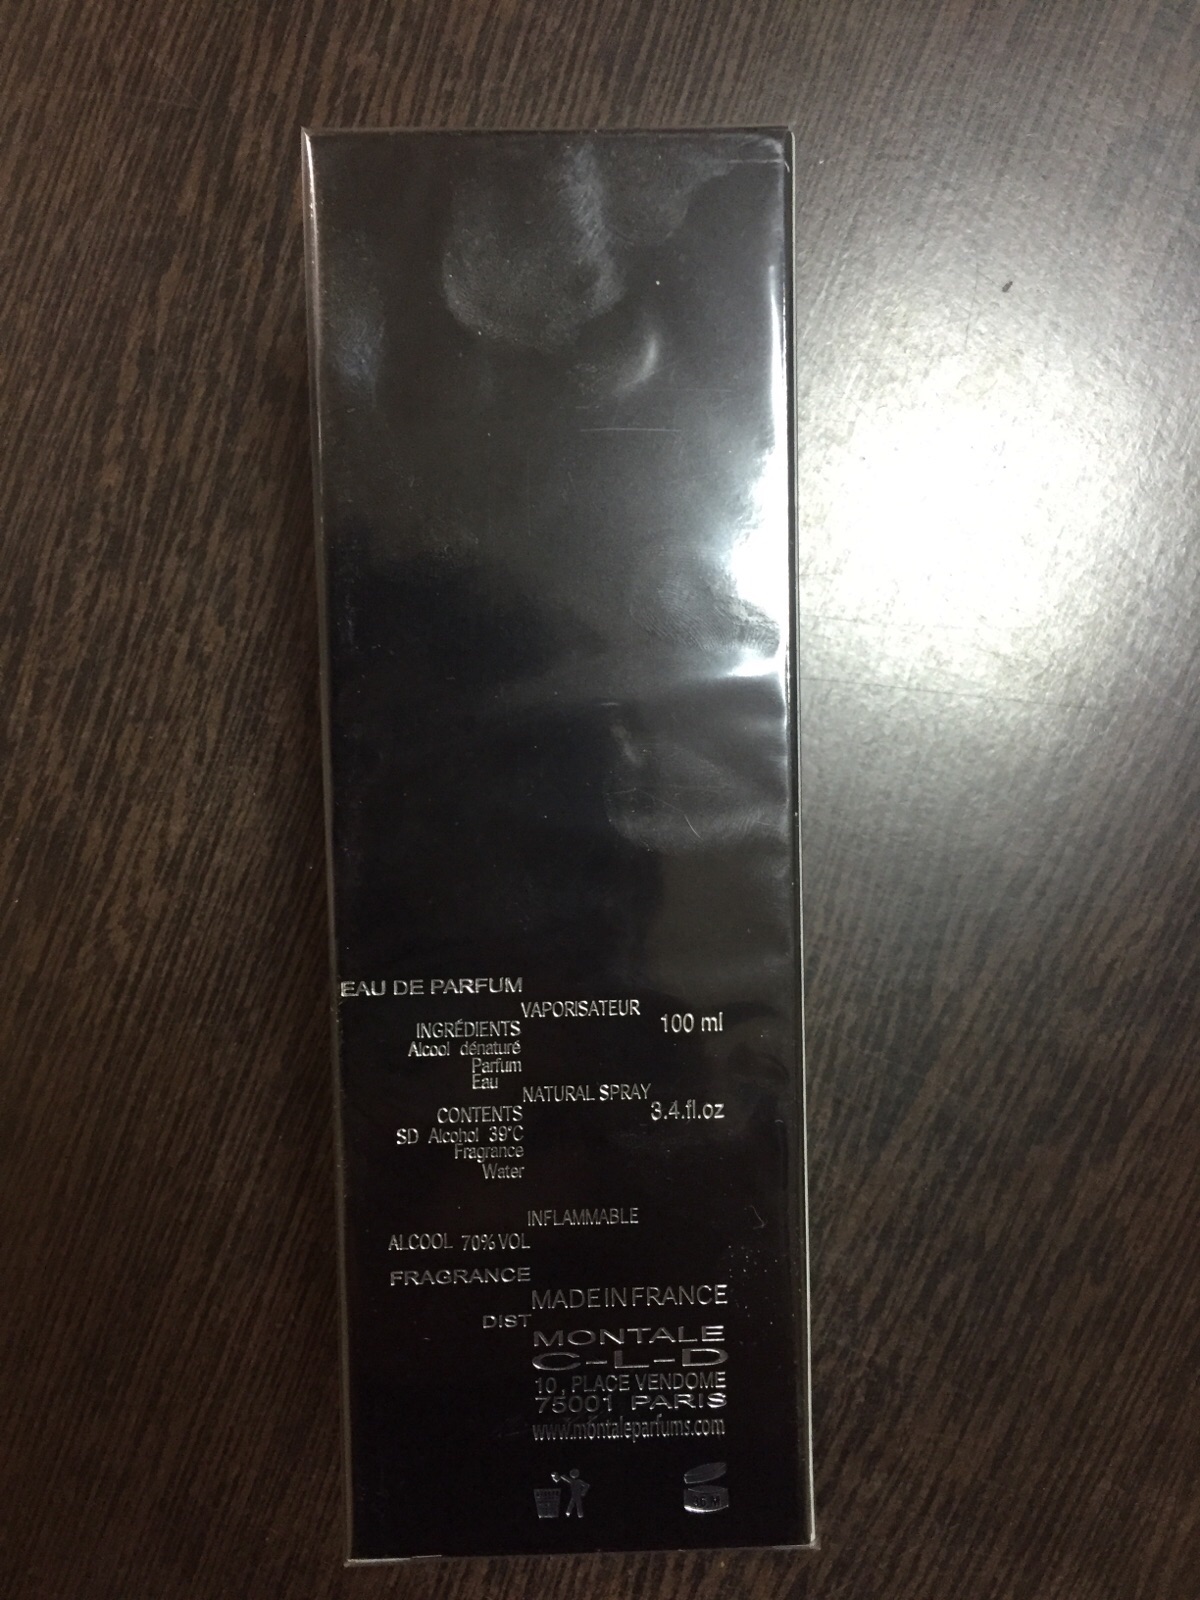 EAU DE PARFUM
VAPORISATEUR
100 ml
INGRÉDIENTS
Alcool dénaturé
Parfum
Eau
NATURAL SPRAY
3.4.fl.oz
CONTENTS
SD Alcohol 39°C
Fragrance
Water
INFLAMMABLE
ALCOOL 70% VOL
FRAGRANCE
MADE IN FRANCE
DIST
MONTALE
C-L-D
10, PLACE VENDOME
75001 PARIS
www.montaleparfums.com